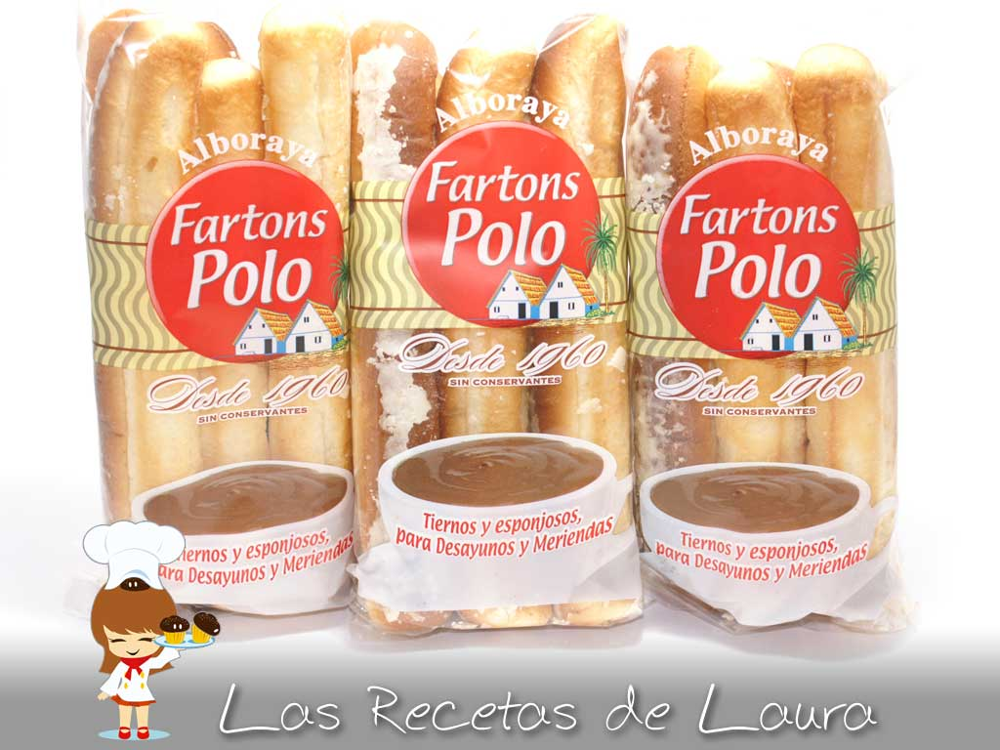 Alboraya
Fartons
Polo
Desde 1960
SIN CONSERVANTES
Tiernos y esponjosos,
para Desayunos y Meriendas
Alboraya
Fartons
Polo
Desde 1960
SIN CONSERVANTES
Tiernos y esponjosos,
para Desayunos y Meriendas
Alboraya
Fartons
Polo
Desde 1960
SIN CONSERVANTES
Tiernos y esponjosos,
para Desayunos y Meriendas
Las Recetas de Laura